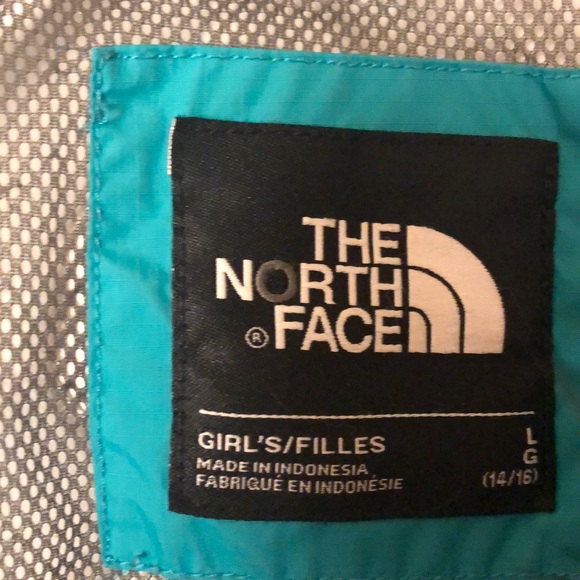 THE
NORTH
FACE
®
GIRL'S/FILLES
L
MADE IN INDONESIA
G
FABRIQUÉ EN INDONÉSIE
(14/16)